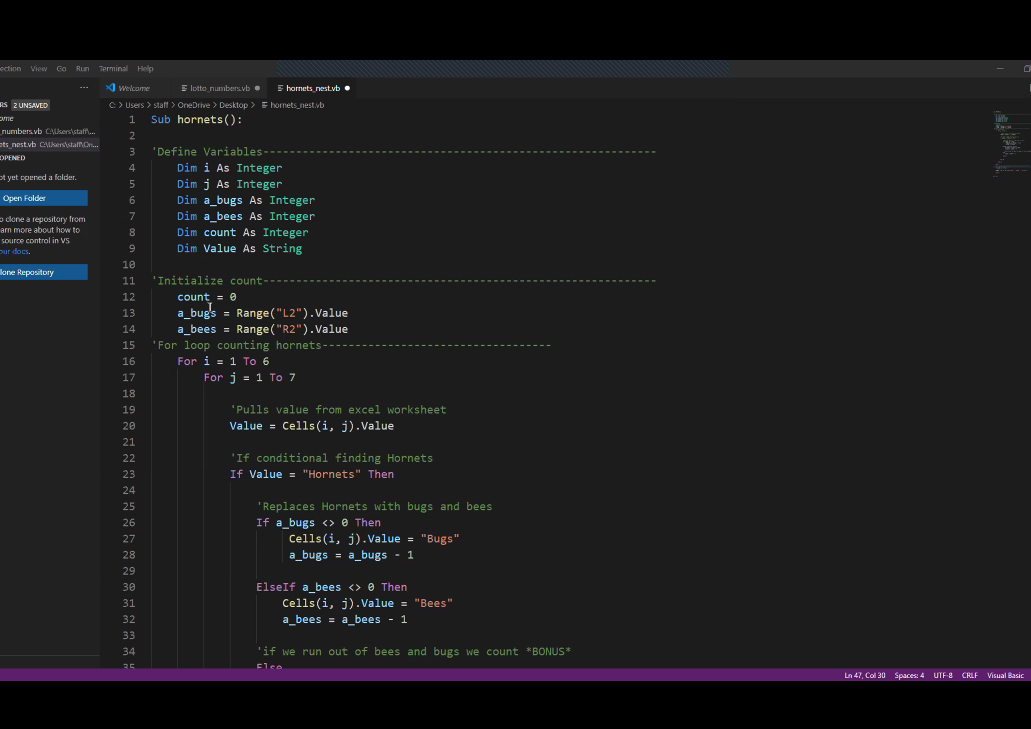 ection View Go Run Terminal Help
RS 2 UNSAVED
ome
_numbers.vb C:\Users\staff\...
ets_nest.vb C:\Users\staff\On...
OPENED
ot yet opened a folder.
Open Folder
o clone a repository from
earn more about how to
source control in VS
ur docs.
lone Repository
Welcome lotto_numbers.vb hornets_nest.vb
C: > Users > staff > OneDrive > Desktop > hornets_nest.vb
1 Sub hornets():
2
3 'Define Variables------------------------------------------------------------
4 Dim i As Integer
5 Dim j As Integer
6 Dim a_bugs As Integer
7 Dim a_bees As Integer
8 Dim count As Integer
9 Dim Value As String
10
11 'Initialize count------------------------------------------------------------
12 count = 0
13 a_bugs = Range("L2").Value
14 a_bees = Range("R2").Value
15 'For loop counting hornets-----------------------------------
16 For i = 1 To 6
17 For j = 1 To 7
18
19 'Pulls value from excel worksheet
20 Value = Cells(i, j).Value
21
22 'If conditional finding Hornets
23 If Value = "Hornets" Then
24
25 'Replaces Hornets with bugs and bees
26 If a_bugs <> 0 Then
27 Cells(i, j).Value = "Bugs"
28 a_bugs = a_bugs - 1
29
30 ElseIf a_bees <> 0 Then
31 Cells(i, j).Value = "Bees"
32 a_bees = a_bees - 1
33
34 'if we run out of bees and bugs we count *BONUS*
35 Else
Ln 47, Col 30 Spaces: 4 UTF-8 CRLF Visual Basic